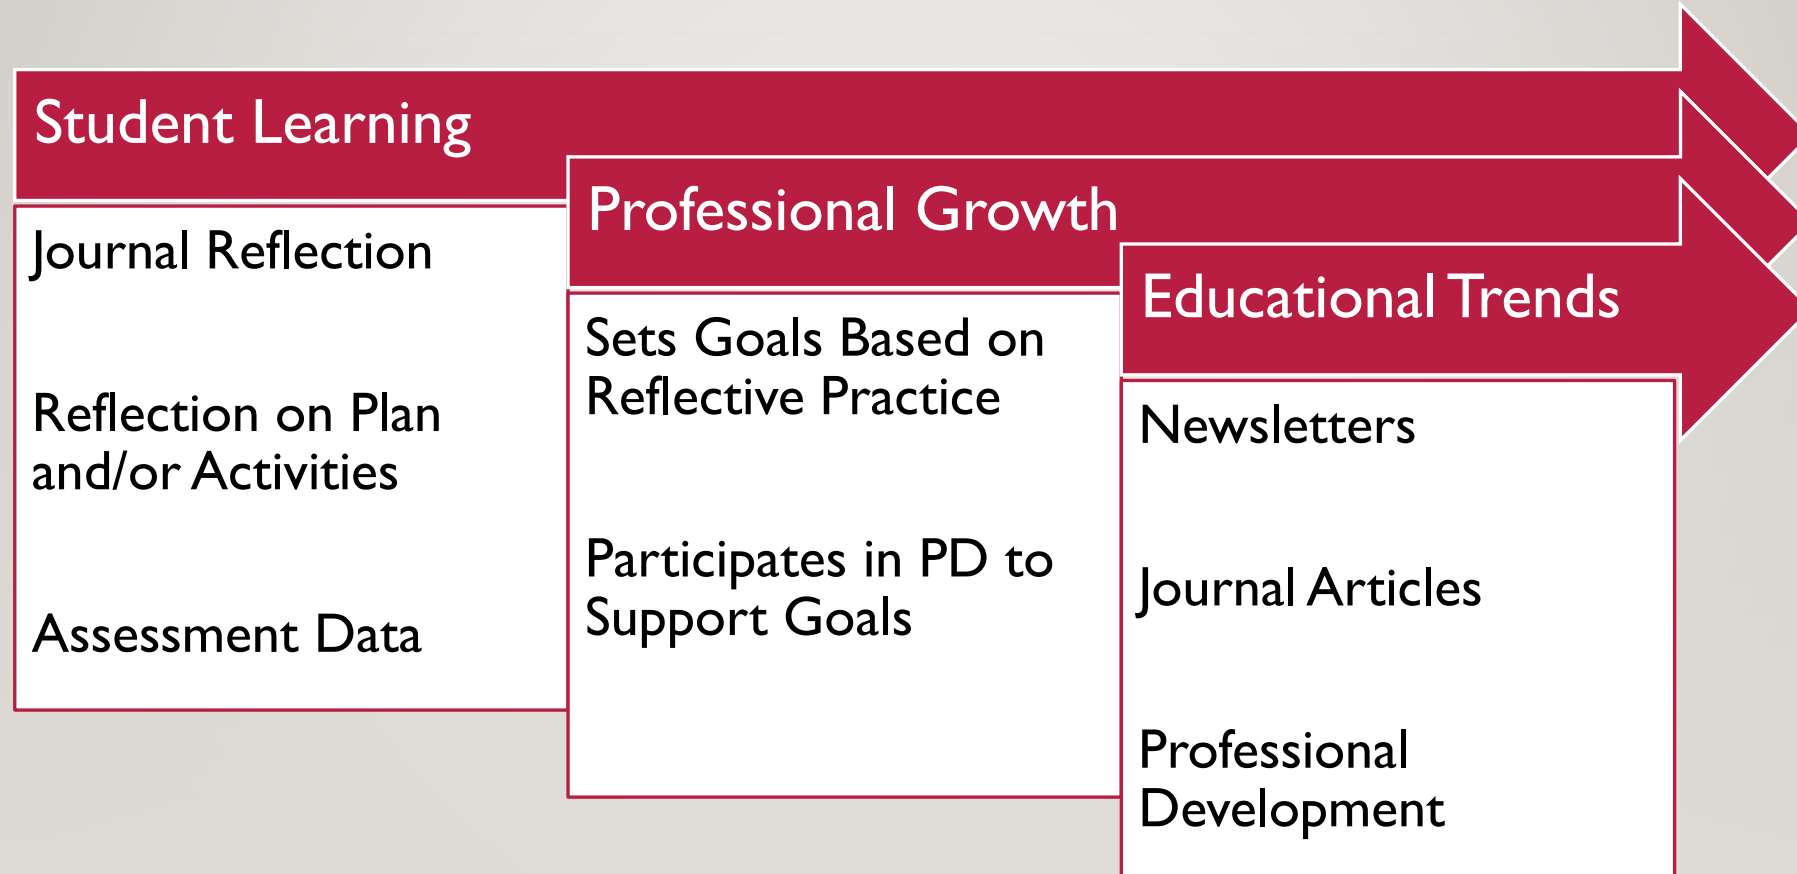 Student Learning
Journal Reflection
Reflection on Plan
and/or Activities
Assessment Data
Professional Growth
Sets Goals Based on
Reflective Practice
Participates in PD to
Support Goals
Educational Trends
Newsletters
Journal Articles
Professional
Development